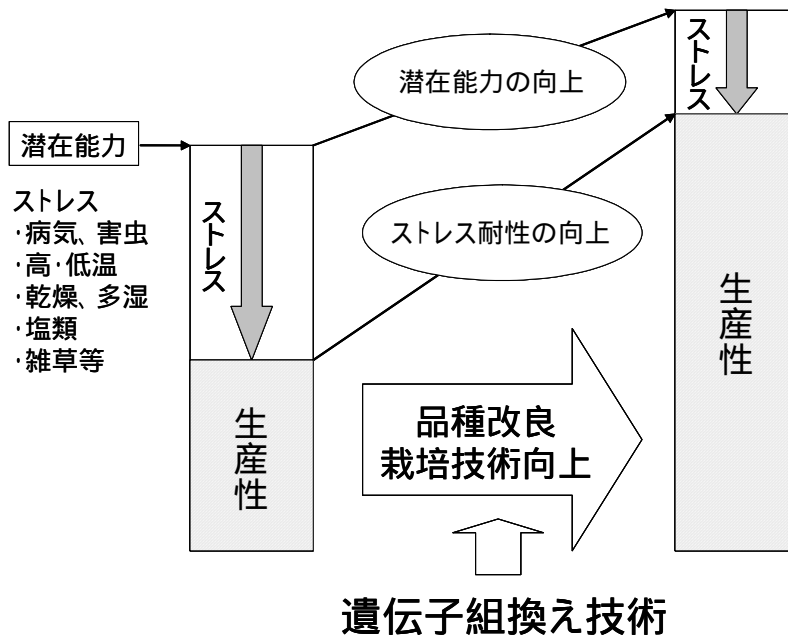 潜在能力
ストレス
・病気、害虫
・高・低温
・乾燥、多湿
・塩類
・雑草等
ストレス
生産性
潜在能力の向上
ストレス耐性の向上
品種改良
栽培技術向上
遺伝子組換え技術
ストレス
生産性